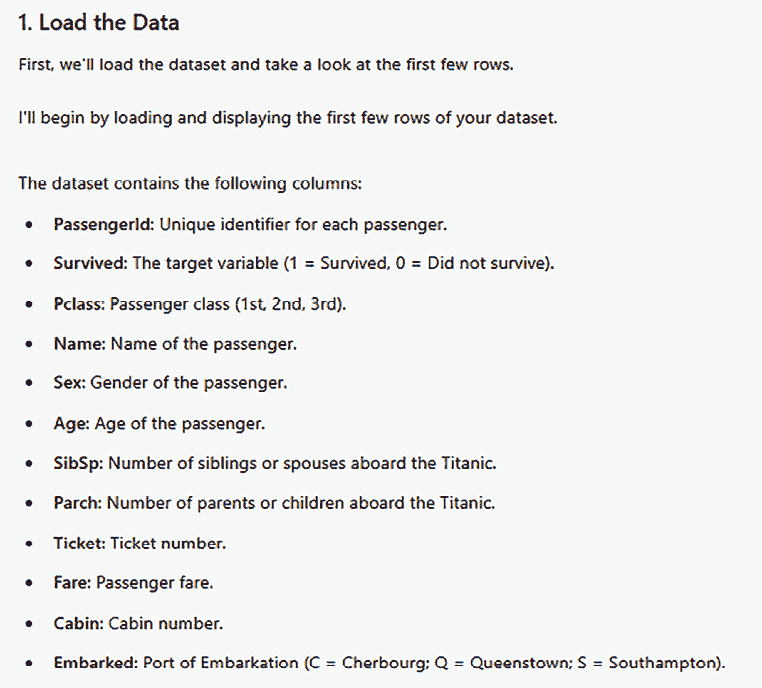 1. Load the Data
First, we'll load the dataset and take a look at the first few rows.
I'll begin by loading and displaying the first few rows of your dataset.
The dataset contains the following columns:
• PassengerId: Unique identifier for each passenger.
• Survived: The target variable (1 = Survived, 0 = Did not survive).
• Pclass: Passenger class (1st, 2nd, 3rd).
• Name: Name of the passenger.
• Sex: Gender of the passenger.
• Age: Age of the passenger.
• SibSp: Number of siblings or spouses aboard the Titanic.
• Parch: Number of parents or children aboard the Titanic.
• Ticket: Ticket number.
• Fare: Passenger fare.
• Cabin: Cabin number.
• Embarked: Port of Embarkation (C = Cherbourg; Q = Queenstown; S = Southampton).